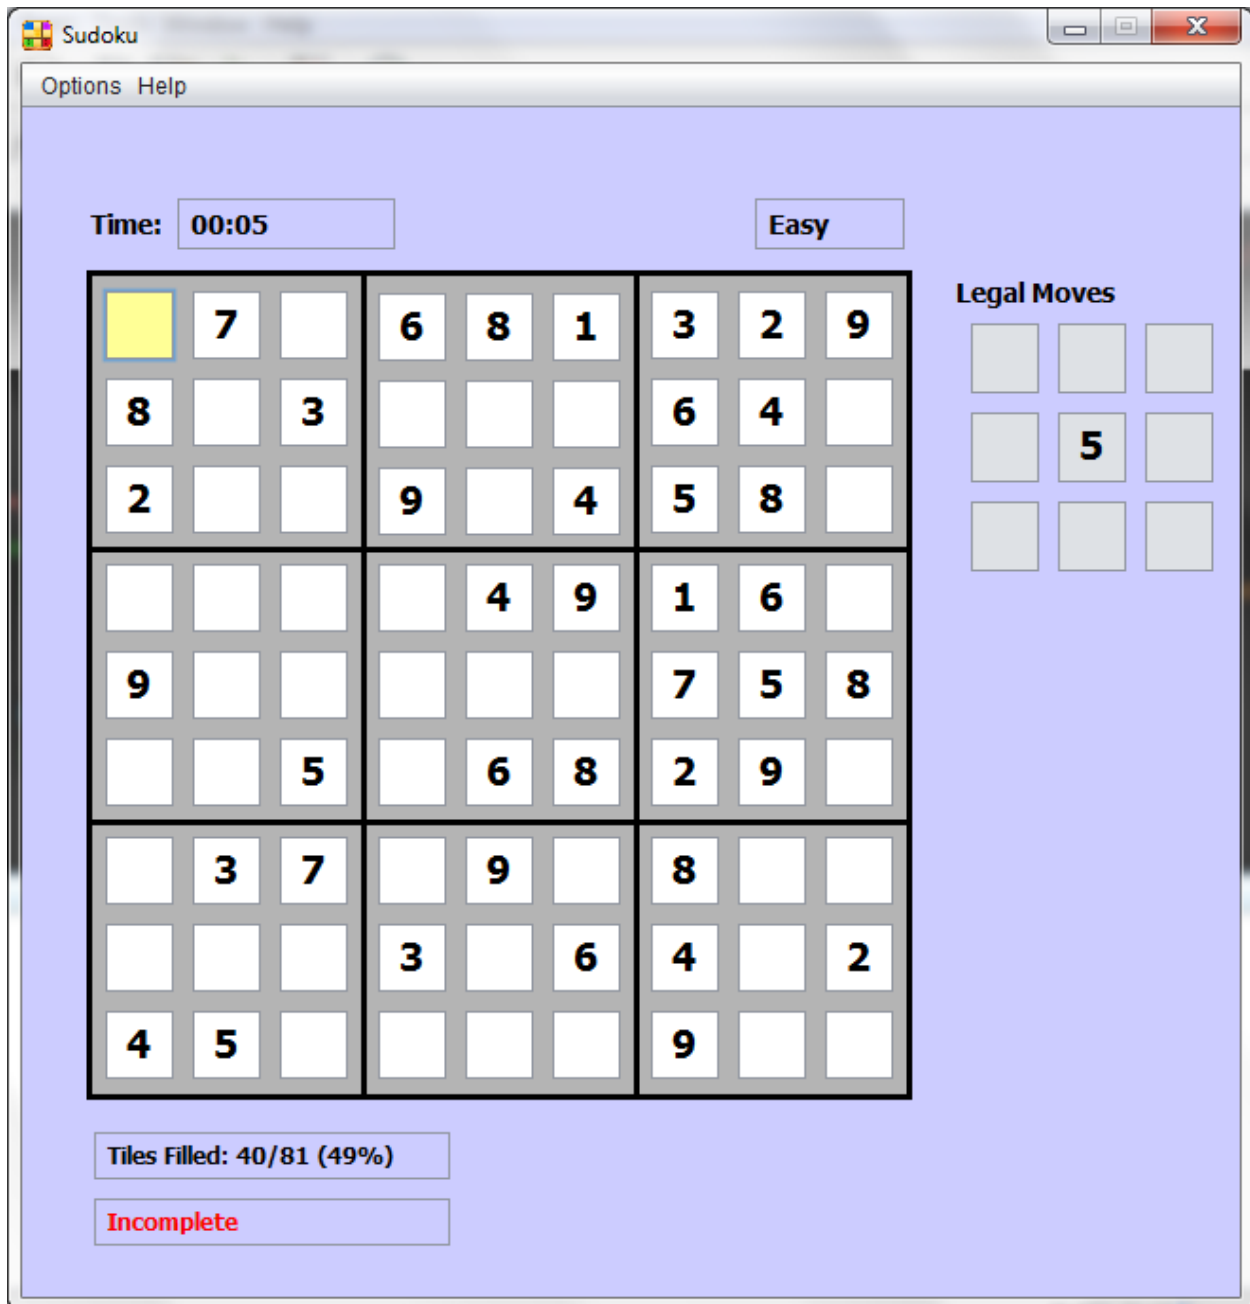 Sudoku
Options Help
Time: 00:05 Easy
Legal Moves
7 6 8 1 3 2 9
8 3 6 4
5
2 9 4 5 8
4 9 1 6
9 7 5 8
5 6 8 2 9
3 7 9 8
3 6 4 2
4 5 9
Tiles Filled: 40/81 (49%)
Incomplete